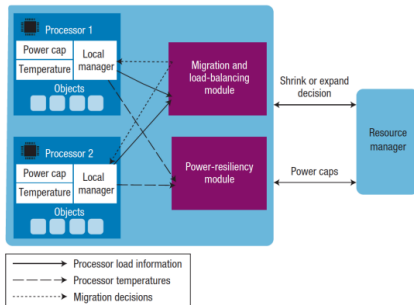 Processor 1
Power cap
Temperature
Local
manager
Objects
Migration and
load-balancing
module
Shrink or expand
decision
Resource
manager
Processor 2
Power cap
Temperature
Local
manager
Objects
Power-resiliency
module
Power caps
Processor load information
Processor temperatures
Migration decisions